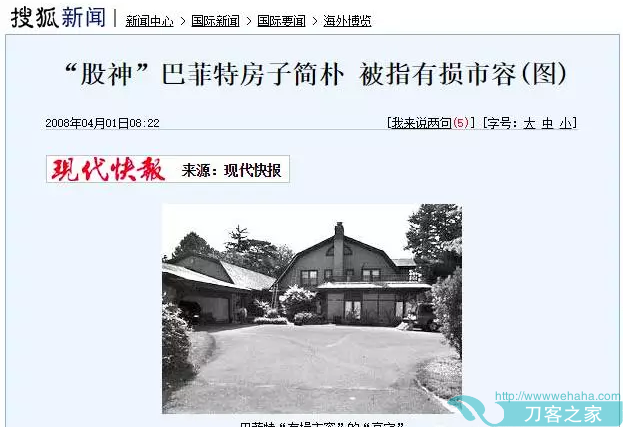 搜狐新闻 | 新闻中心 > 国际新闻 > 国际要闻 > 海外博览
“股神”巴菲特房子简朴 被指有损市容(图)
2008年04月01日08:22 [我来说两句(5)] [字号: 大 中 小]
现代快报 来源: 现代快报
巴菲特“有损市容”的“豪宅”
http://www.wehaha.com
刀客之家